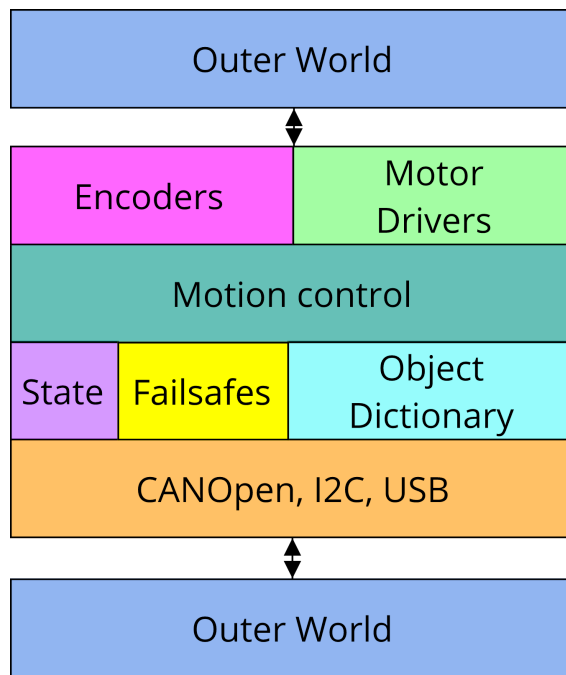 Outer World
Encoders
Motor
Drivers
Motion control
State
Failsafes
Object
Dictionary
CANOpen, I2C, USB
Outer World